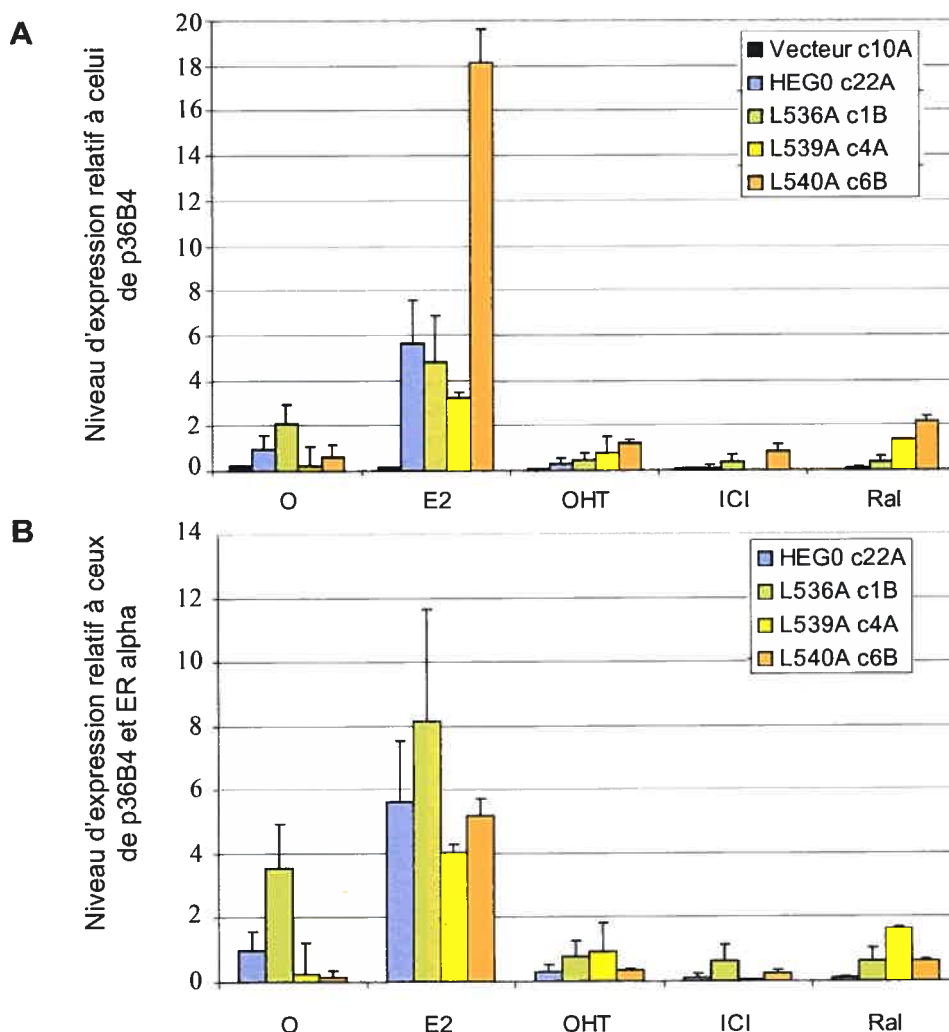 A
Niveau d'expression relatif à celui
de p36B4
20
18
16
14
12
10
8
6
4
2
0
Vecteur c10A
HEG0 c22A
L536A c1B
L539A c4A
L540A c6B
O
E2
OHT
ICI
Ral
B
Niveau d'expression relatif à ceux
de p36B4 et ER alpha
14
12
10
8
6
4
2
0
HEG0 c22A
L536A c1B
L539A c4A
L540A c6B
O
E2
OHT
ICI
Ral